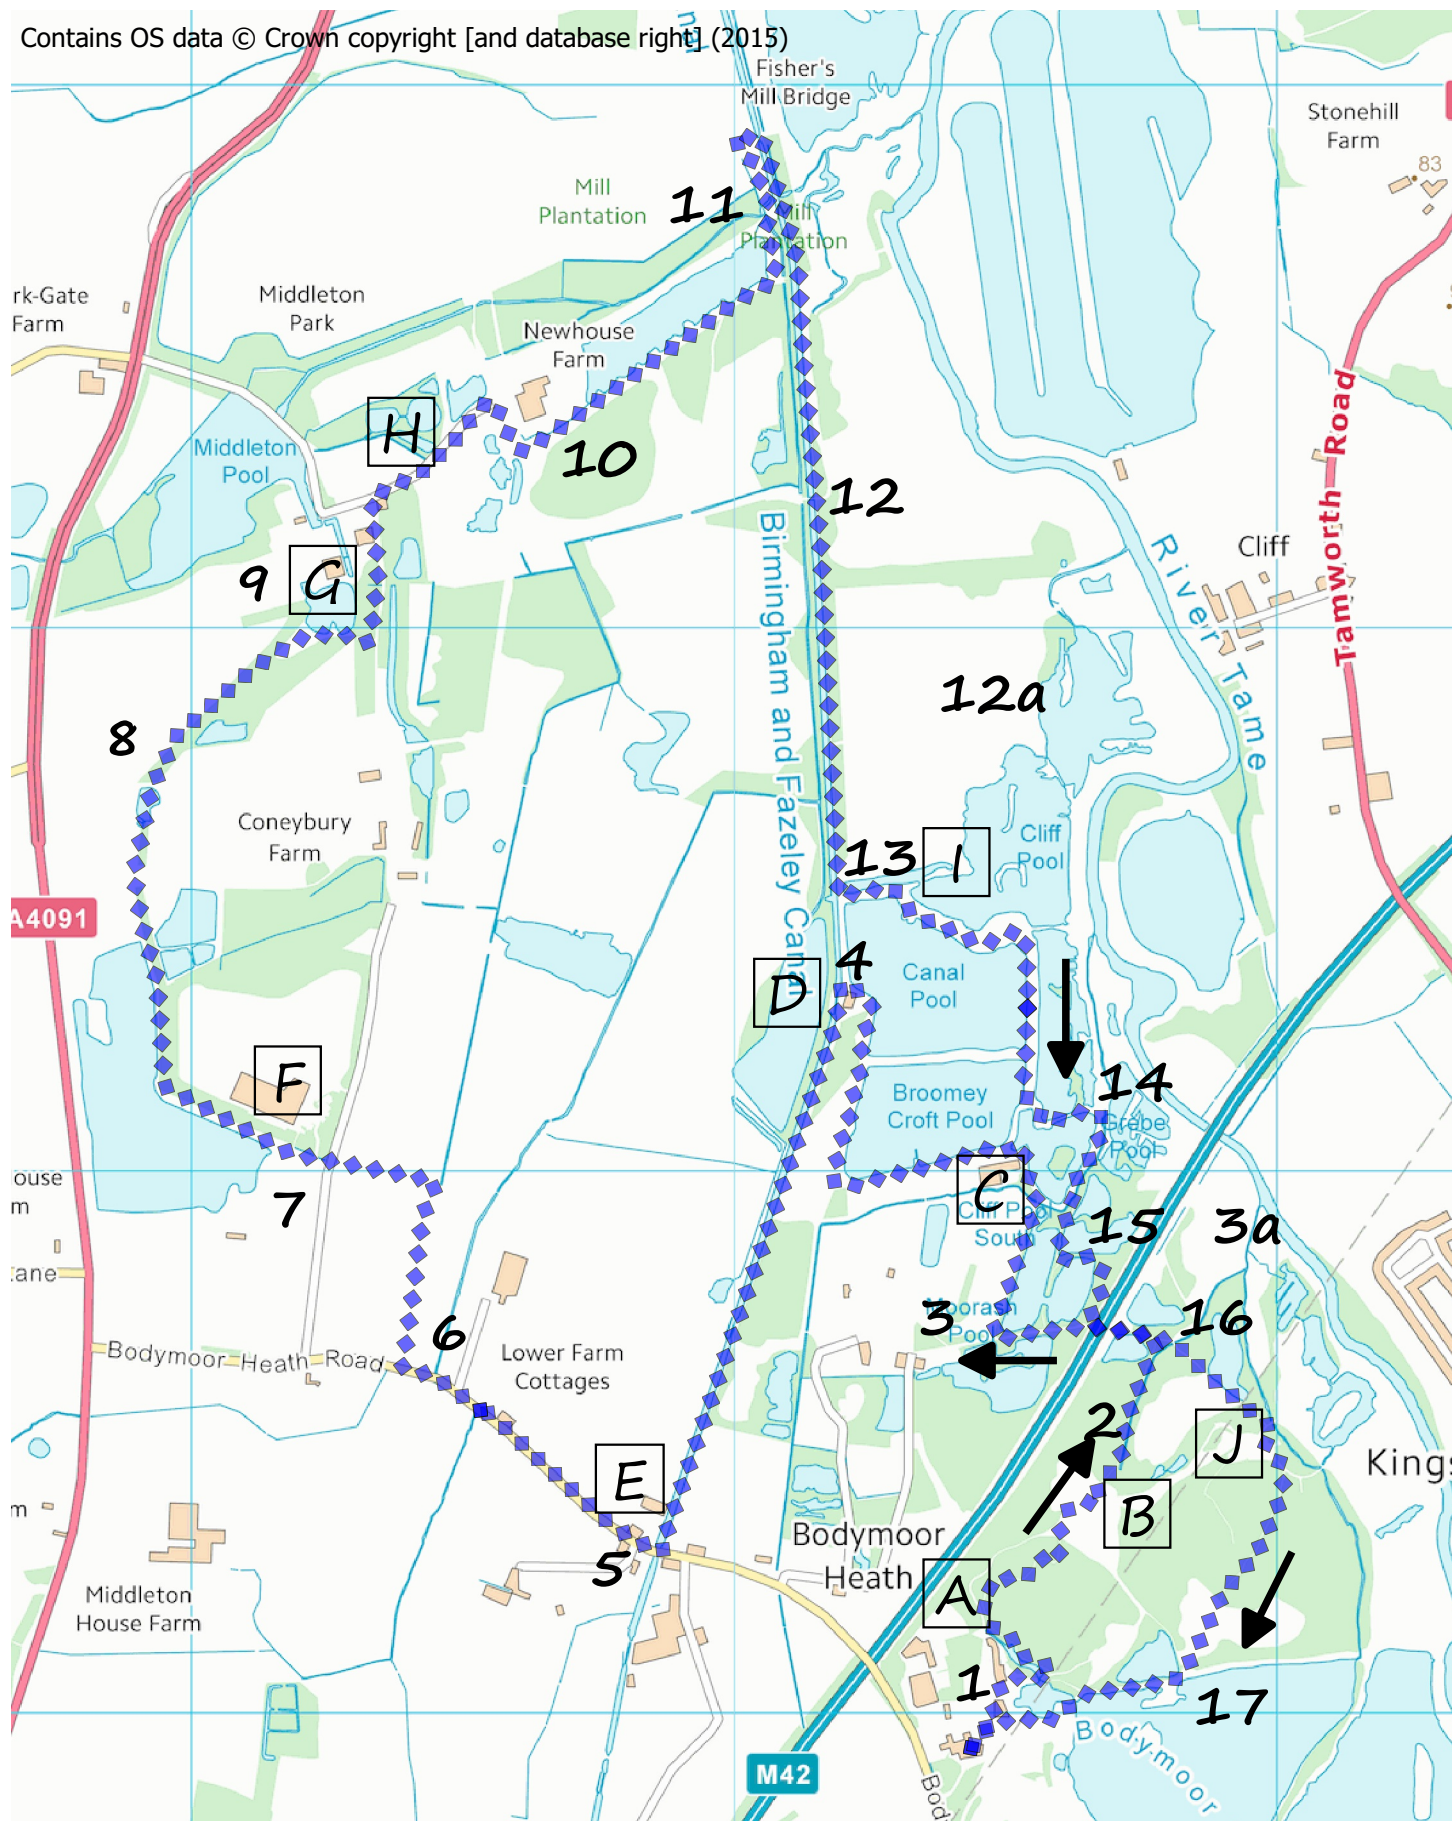 Contains OS data © Crown copyright [and database right] (2015)
nal
Fisher's
Mill Bridge
Stonehill
Farm
83
Mill
Plantation
11
Mill
Plantation
rk-Gate
Farm
Middleton
Park
Newhouse
Farm
H
Middleton
Pool
10
12
Tamworth Road
Birmingham and Fazeley Canal
River Tame
Cliff
9
G
12a
8
Coneybury
Farm
13
I
Cliff
Pool
A4091
4
D
Canal
Pool
F
14
Broomey
Croft Pool
Grebe
Pool
ouse
m
7
C
Cliff Pool
South
15
3a
ane
3
Moorash
Pool
16
6
Bodymoor Heath Road
Lower Farm
Cottages
2
J
Kings
E
m
B
Bodymoor
Heath
5
A
Middleton
House Farm
1
17
Bodymoor
M42
Bod